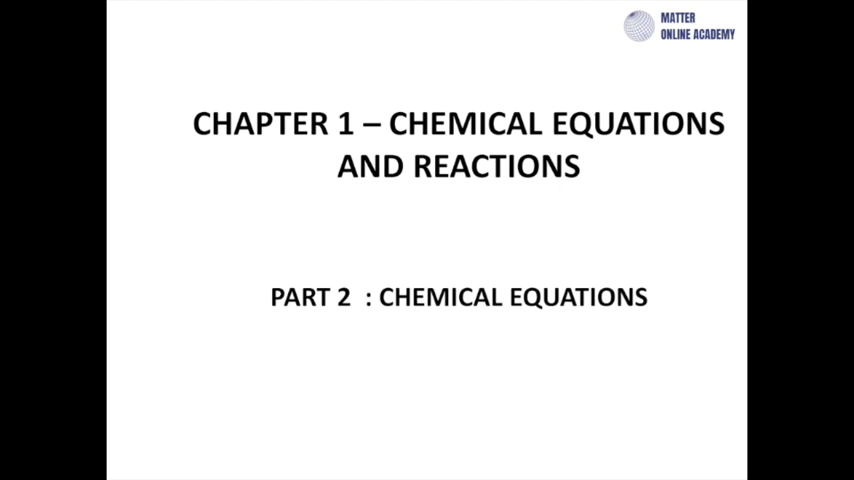 MATTER
ONLINE ACADEMY
CHAPTER 1 – CHEMICAL EQUATIONS
AND REACTIONS
PART 2 : CHEMICAL EQUATIONS